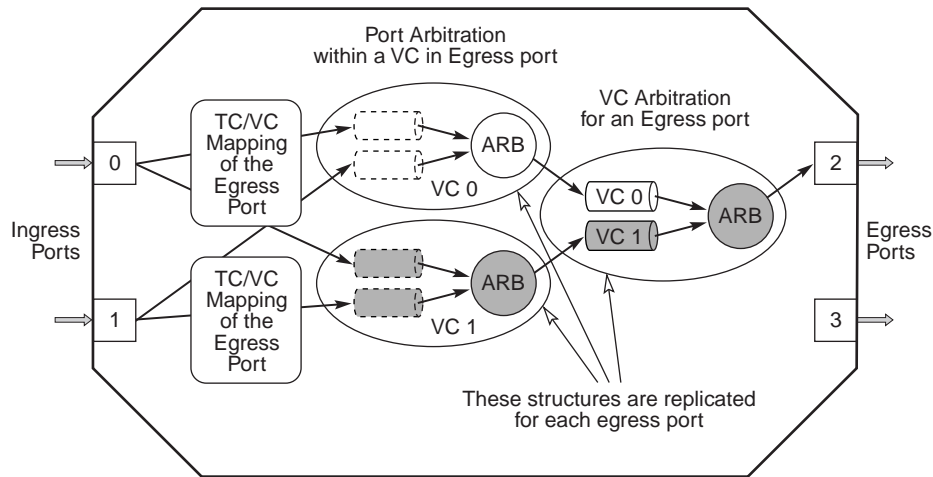 Port Arbitration
within a VC in Egress port
VC Arbitration
for an Egress port
TC/VC
Mapping
of the
Egress
Port
ARB
VC 0
0
2
VC 0
ARB
VC 1
Ingress
Ports
Egress
Ports
TC/VC
Mapping
of the
Egress
Port
ARB
VC 1
1
3
These structures are replicated
for each egress port